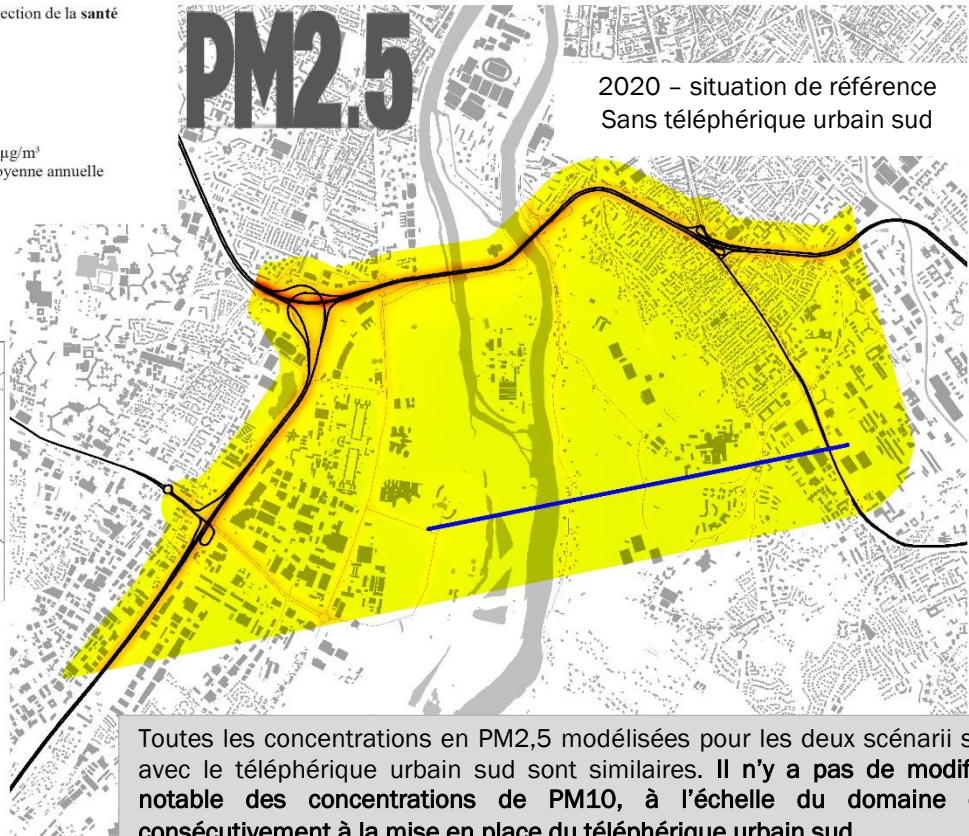 ection de la santé
PM2.5
2020 – situation de référence
Sans téléphérique urbain sud
µg/m³
yenne annuelle
Toutes les concentrations en PM2,5 modélisées pour les deux scénarii s
avec le téléphérique urbain sud sont similaires. Il n'y a pas de modif
notable des concentrations de PM10, à l'échelle du domaine
consécutivement à la mise en place du téléphérique urbain sud